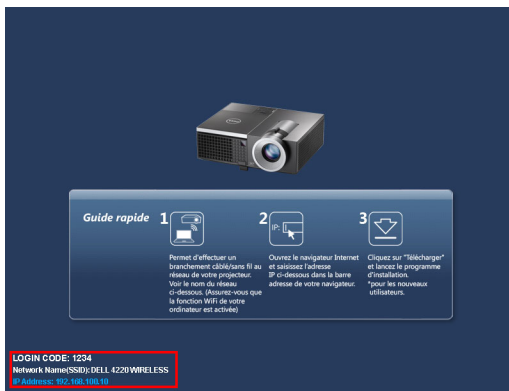 Guide rapide 1 2 3
IP:
Permet d'effectuer un
branchement câblé/sans fil au
réseau de votre projecteur.
Voir le nom du réseau
ci-dessous. (Assurez-vous que
la fonction WiFi de votre
ordinateur est activée)
Ouvrez le navigateur Internet
et saisissez l'adresse
IP ci-dessous dans la barre
adresse de votre navigateur.
Cliquez sur "Télécharger"
et lancez le programme
d'installation.
*pour les nouveaux
utilisateurs.
LOGIN CODE: 1234
Network Name(SSID): DELL 4220 WIRELESS
IP Address: 192.168.100.10